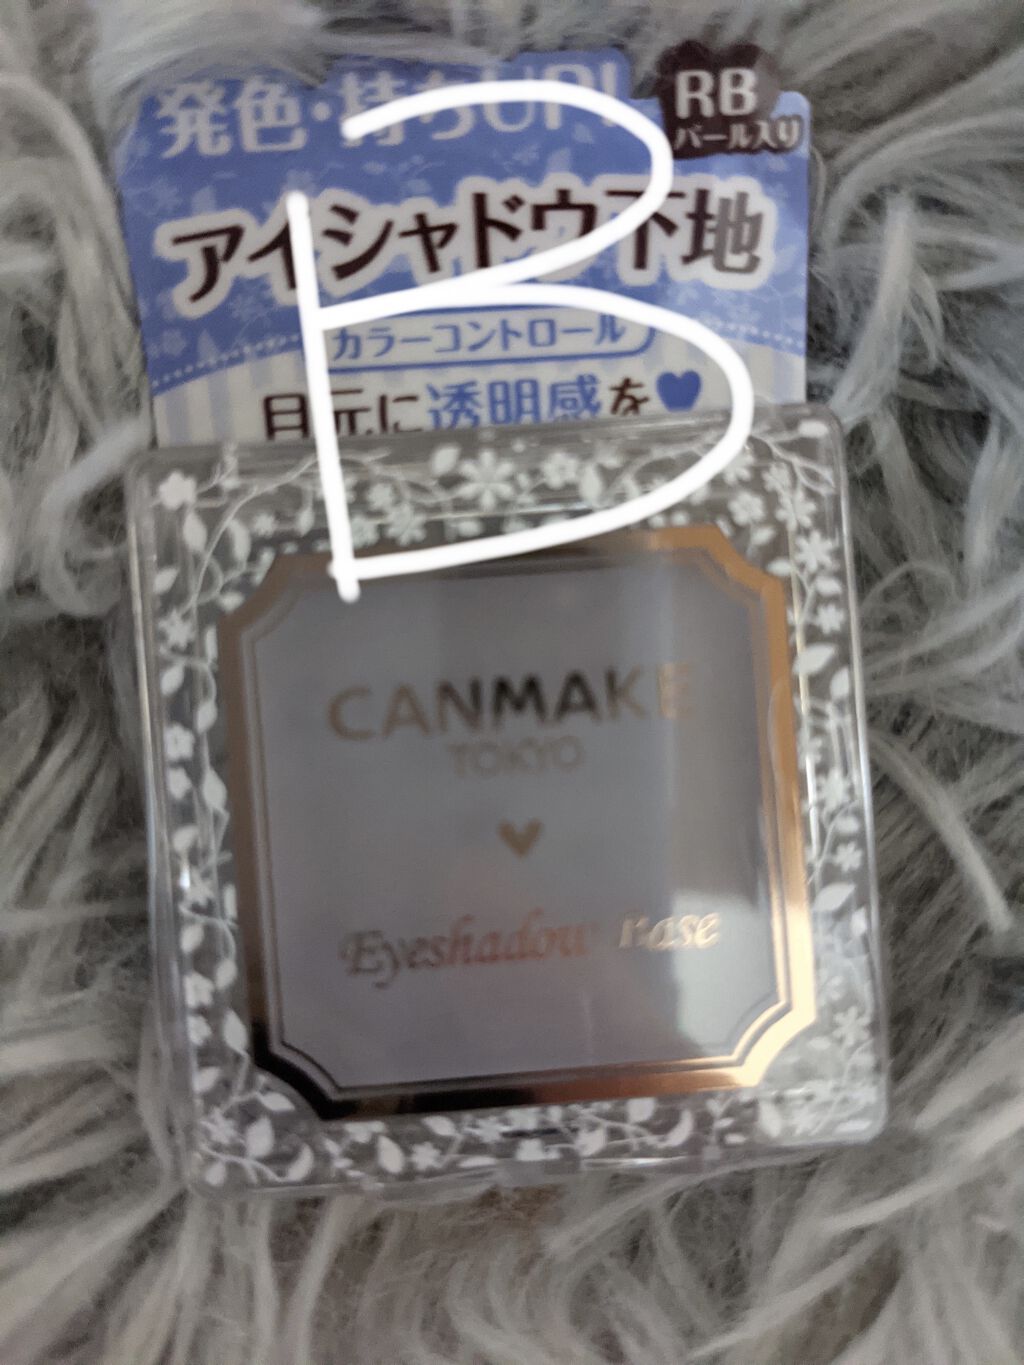 発色・持ちUP!
RB
パール入り
B
アイシャドウ下地
カラーコントロール
目元に透明感を
CANMAKE
TOKYO
Eyeshadow Base